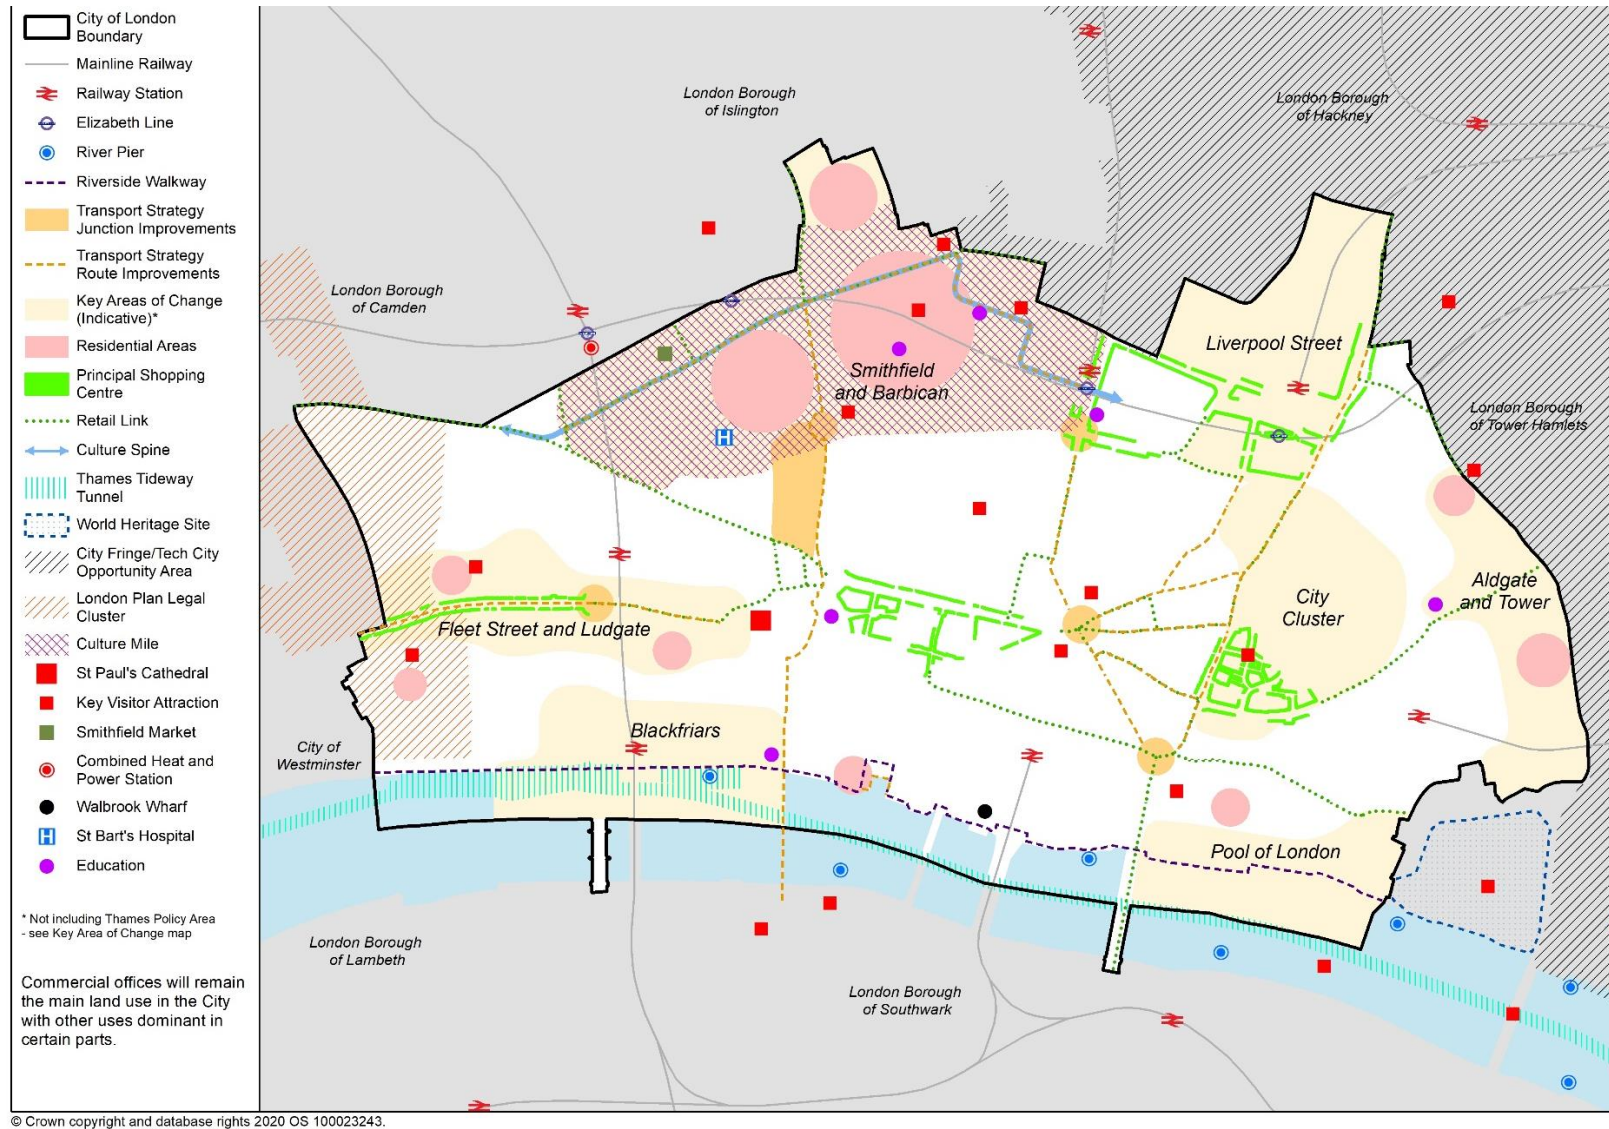 City of London
Boundary
Mainline Railway
Railway Station
Elizabeth Line
River Pier
Riverside Walkway
Transport Strategy
Junction Improvements
Transport Strategy
Route Improvements
Key Areas of Change
(Indicative)*
Residential Areas
Principal Shopping
Centre
Retail Link
Culture Spine
Thames Tideway
Tunnel
World Heritage Site
City Fringe/Tech City
Opportunity Area
London Plan Legal
Cluster
Culture Mile
St Paul's Cathedral
Key Visitor Attraction
Smithfield Market
Combined Heat and
Power Station
Walbrook Wharf
H
St Bart's Hospital
Education
* Not including Thames Policy Area
- see Key Area of Change map
Commercial offices will remain
the main land use in the City
with other uses dominant in
certain parts.
London Borough
of Islington
London Borough
of Hackney
London Borough
of Camden
Liverpool Street
Smithfield
and Barbican
H
London Borough
of Tower Hamlets
Aldgate
and Tower
City
Cluster
Fleet Street and Ludgate
Blackfriars
City of
Westminster
Pool of London
London Borough
of Lambeth
London Borough
of Southwark
© Crown copyright and database rights 2020 OS 100023243.